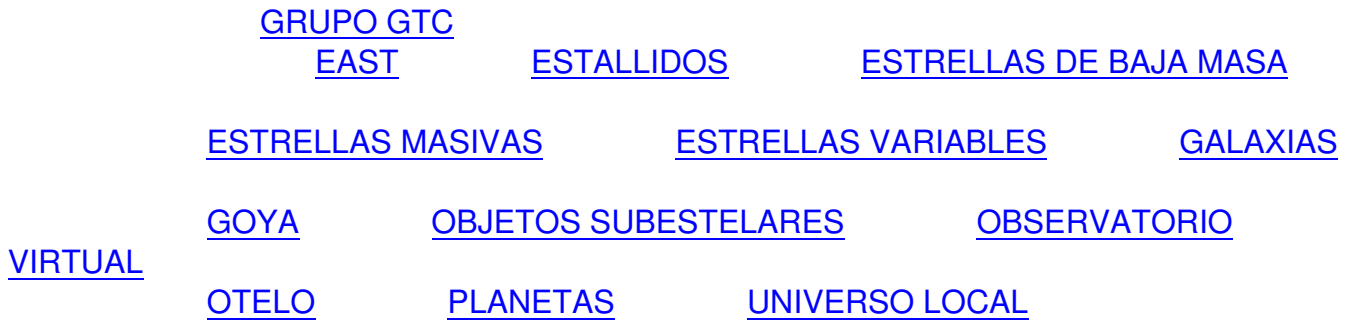 GRUPO GTC
EAST ESTALLIDOS ESTRELLAS DE BAJA MASA
ESTRELLAS MASIVAS ESTRELLAS VARIABLES GALAXIAS
GOYA OBJETOS SUBESTELARES OBSERVATORIO
VIRTUAL
OTELO PLANETAS UNIVERSO LOCAL